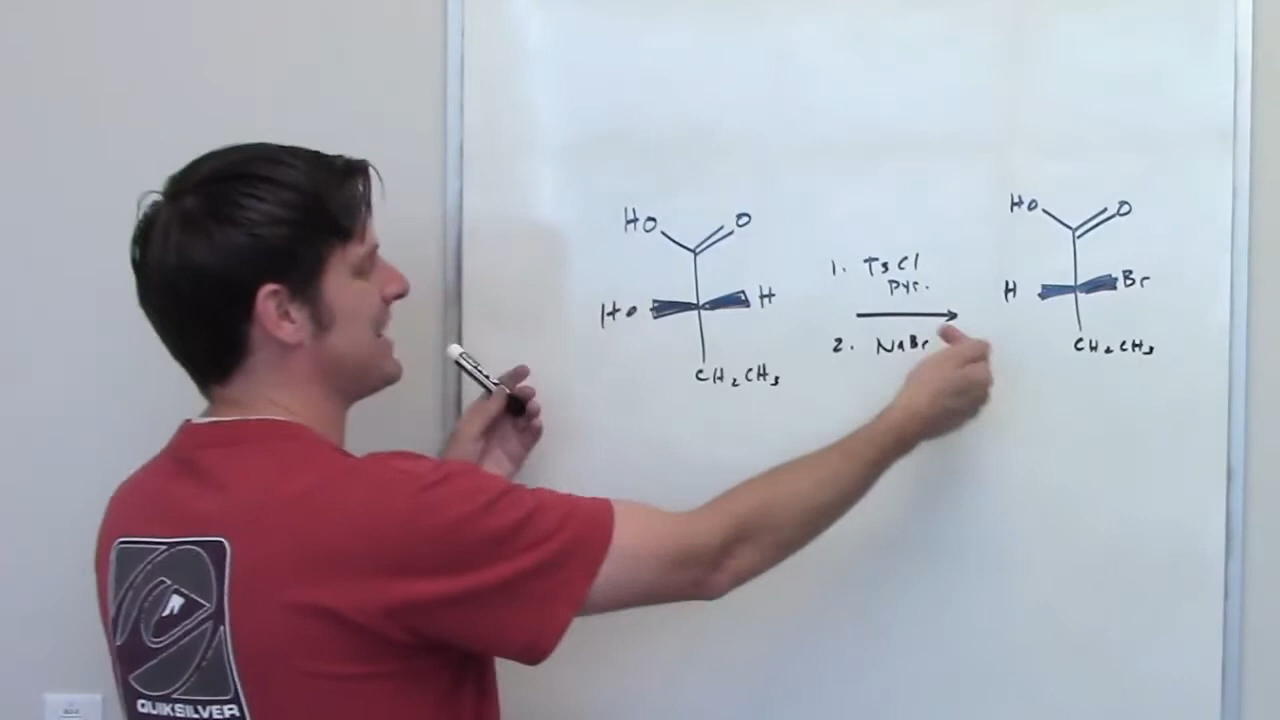 HO O
HO H
CH2CH3
1. TsCl
pyr.
2. NaBr
HO O
H Br
CH2CH3
QUIKSILVER